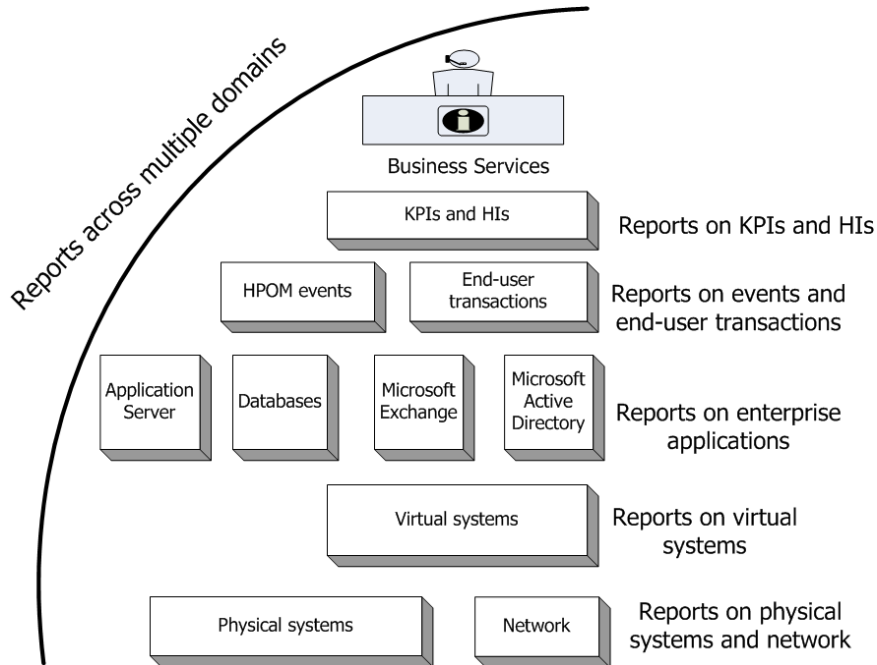 Reports across multiple domains
i
Business Services
KPIs and HIs
Reports on KPIs and HIs
HPOM events
End-user
transactions
Reports on events and
end-user transactions
Application
Server
Databases
Microsoft
Exchange
Microsoft
Active
Directory
Reports on enterprise
applications
Virtual systems
Reports on virtual
systems
Physical systems
Network
Reports on physical
systems and network